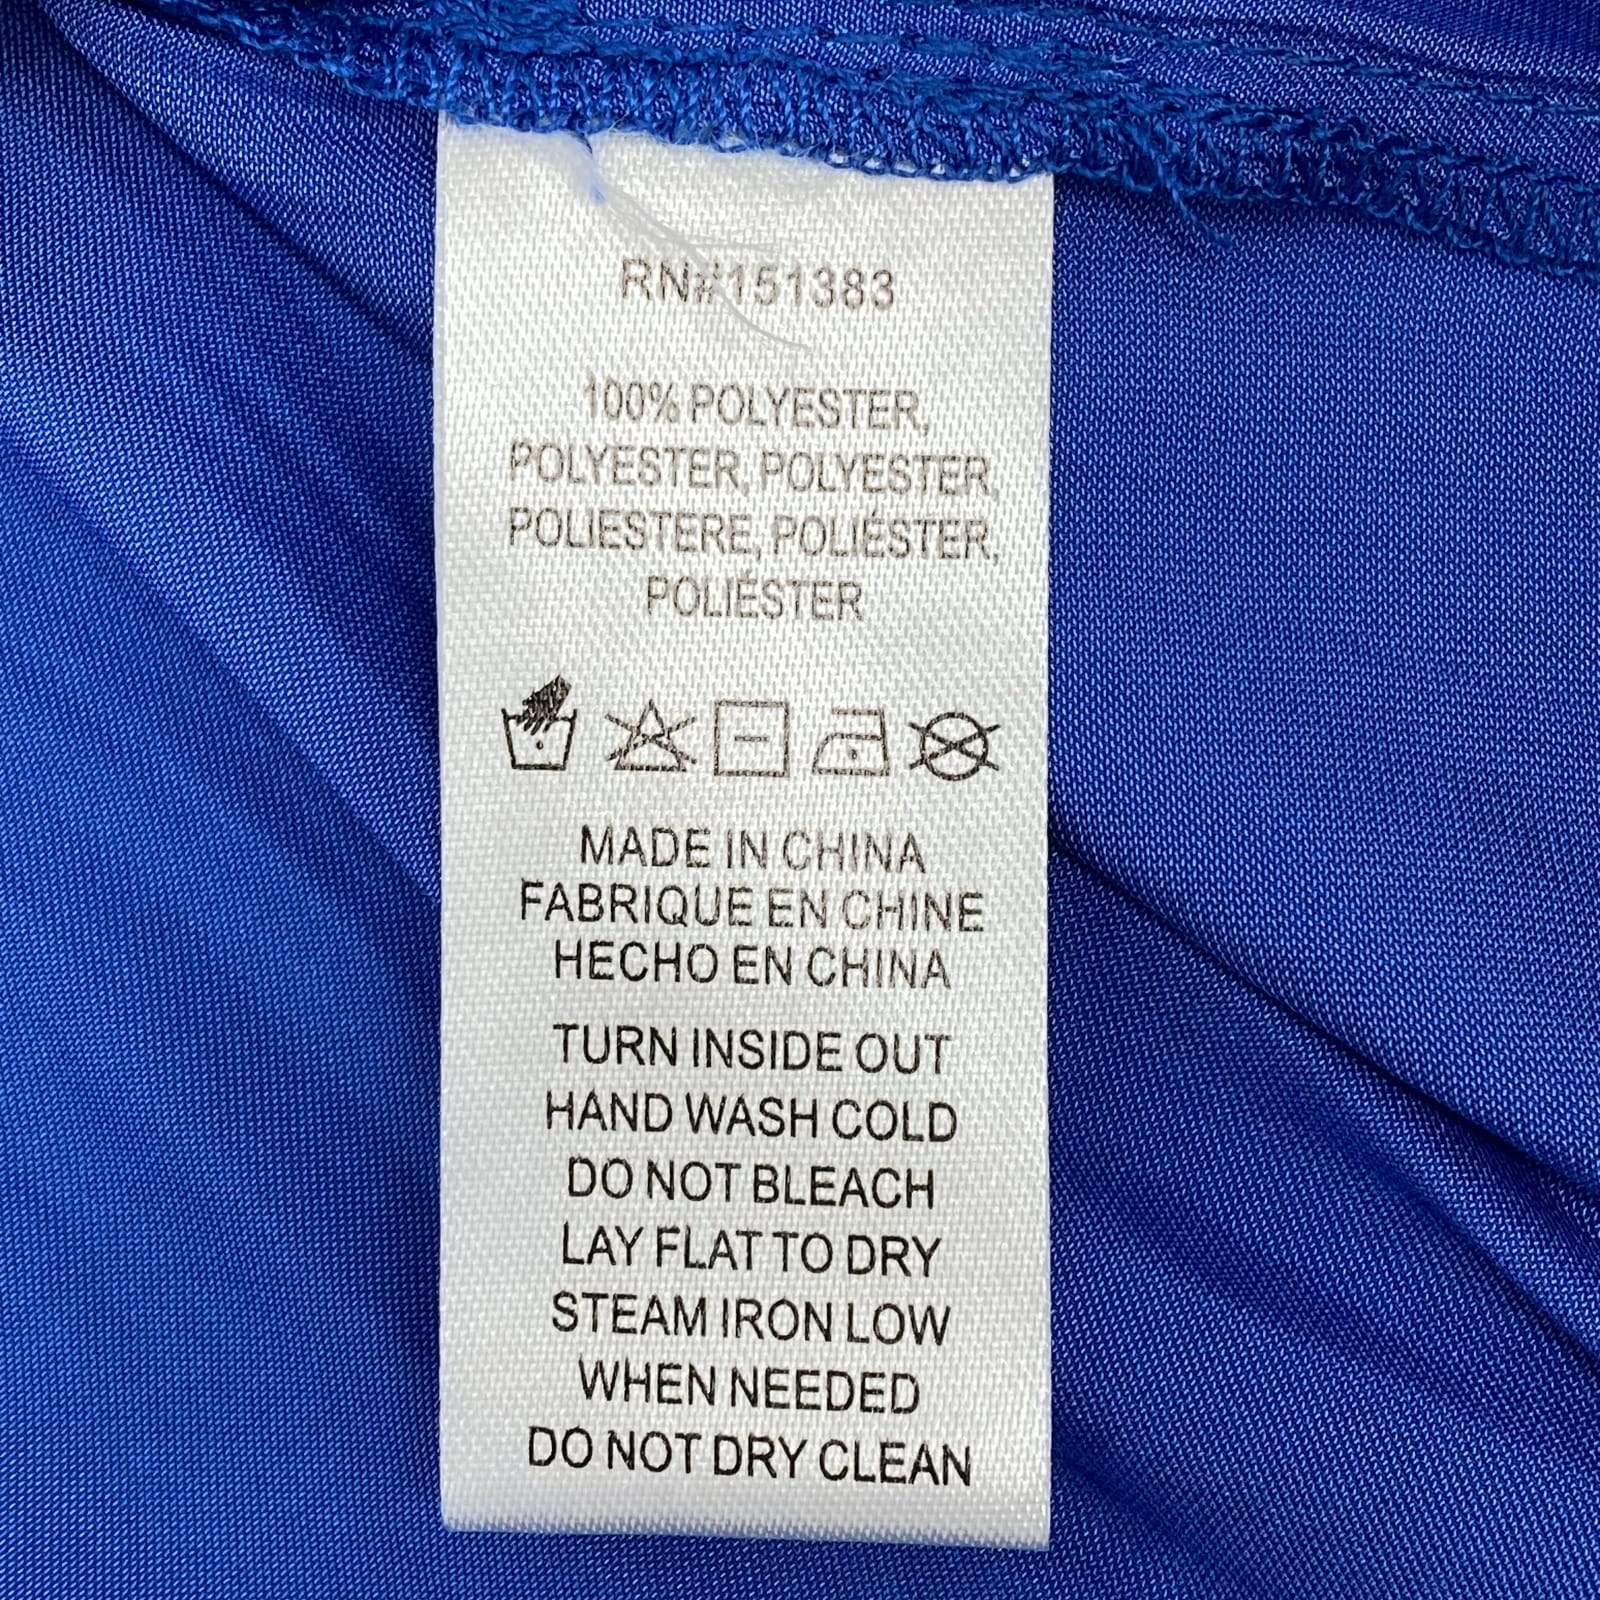 RN#151383
100% POLYESTER,
POLYESTER, POLYESTER,
POLIESTERE, POLIÉSTER,
POLIÉSTER
MADE IN CHINA
FABRIQUE EN CHINE
HECHO EN CHINA
TURN INSIDE OUT
HAND WASH COLD
DO NOT BLEACH
LAY FLAT TO DRY
STEAM IRON LOW
WHEN NEEDED
DO NOT DRY CLEAN